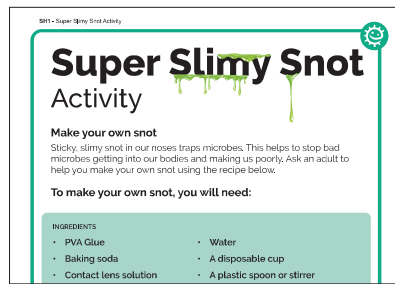 SH1 - Super Slimy Snot Activity
Super Slimy Snot
Activity
Make your own snot
Sticky, slimy snot in our noses traps microbes. This helps to stop bad
microbes getting into our bodies and making us poorly. Ask an adult to
help you make your own snot using the recipe below.
To make your own snot, you will need:
INGREDIENTS
• PVA Glue
• Baking soda
• Contact lens solution
• Water
• A disposable cup
• A plastic spoon or stirrer